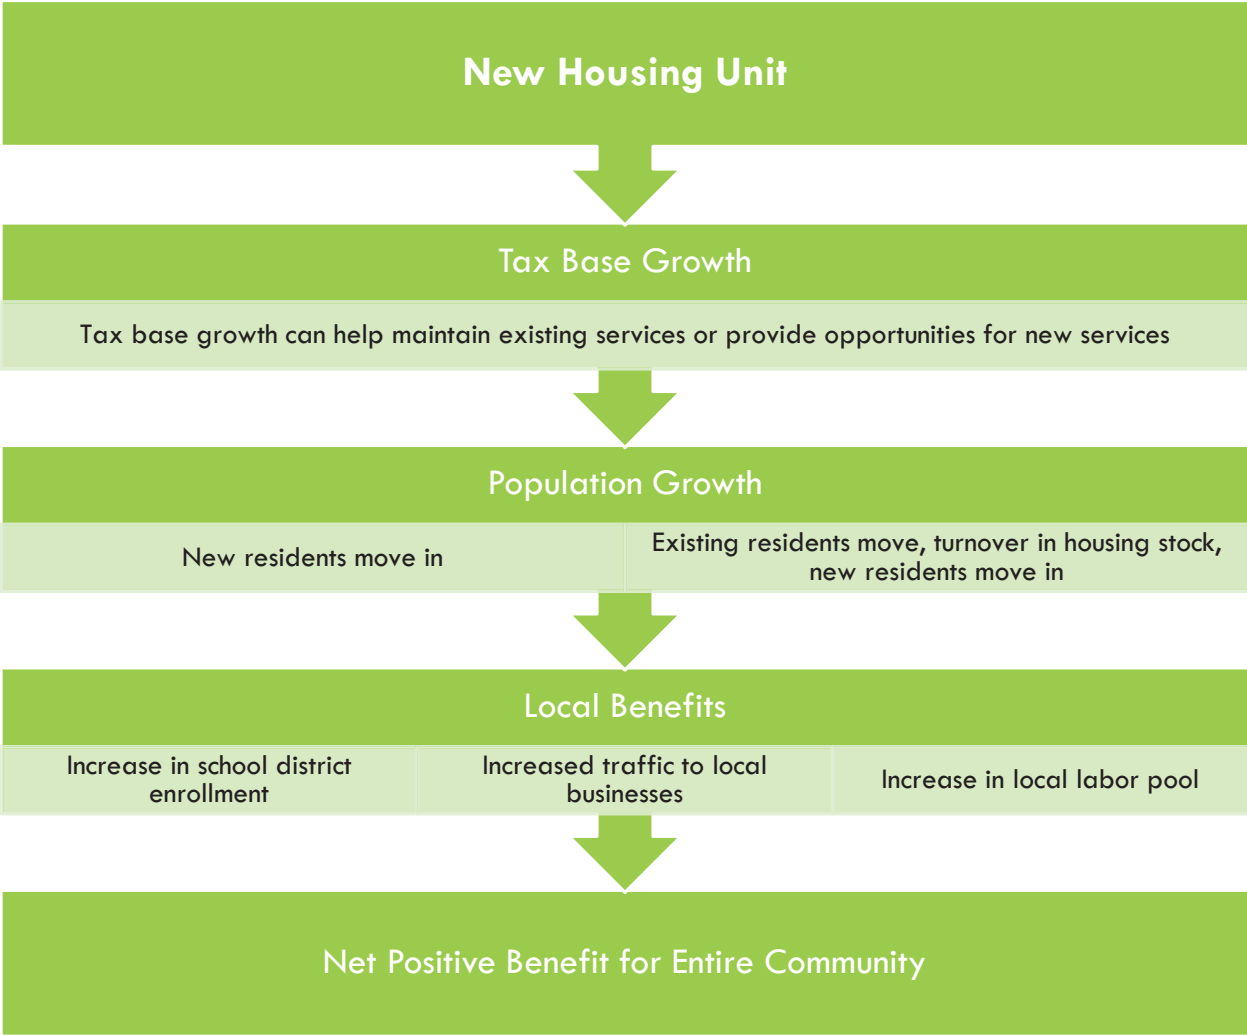 New Housing Unit
Tax Base Growth
Tax base growth can help maintain existing services or provide opportunities for new services
Population Growth
New residents move in
Existing residents move, turnover in housing stock,
new residents move in
Local Benefits
Increase in school district
enrollment
Increased traffic to local
businesses
Increase in local labor pool
Net Positive Benefit for Entire Community